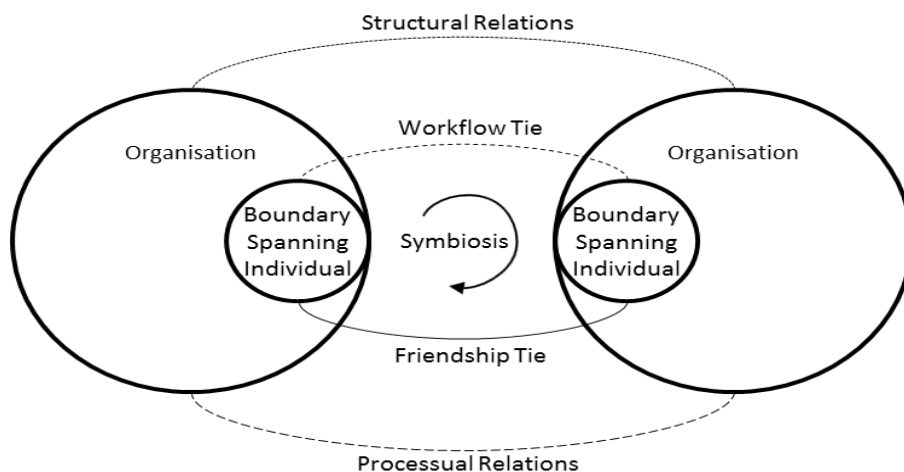 Structural Relations
Workflow Tie
Organisation
Organisation
Boundary
Spanning
Individual
Symbiosis
Boundary
Spanning
Individual
Friendship Tie
Processual Relations